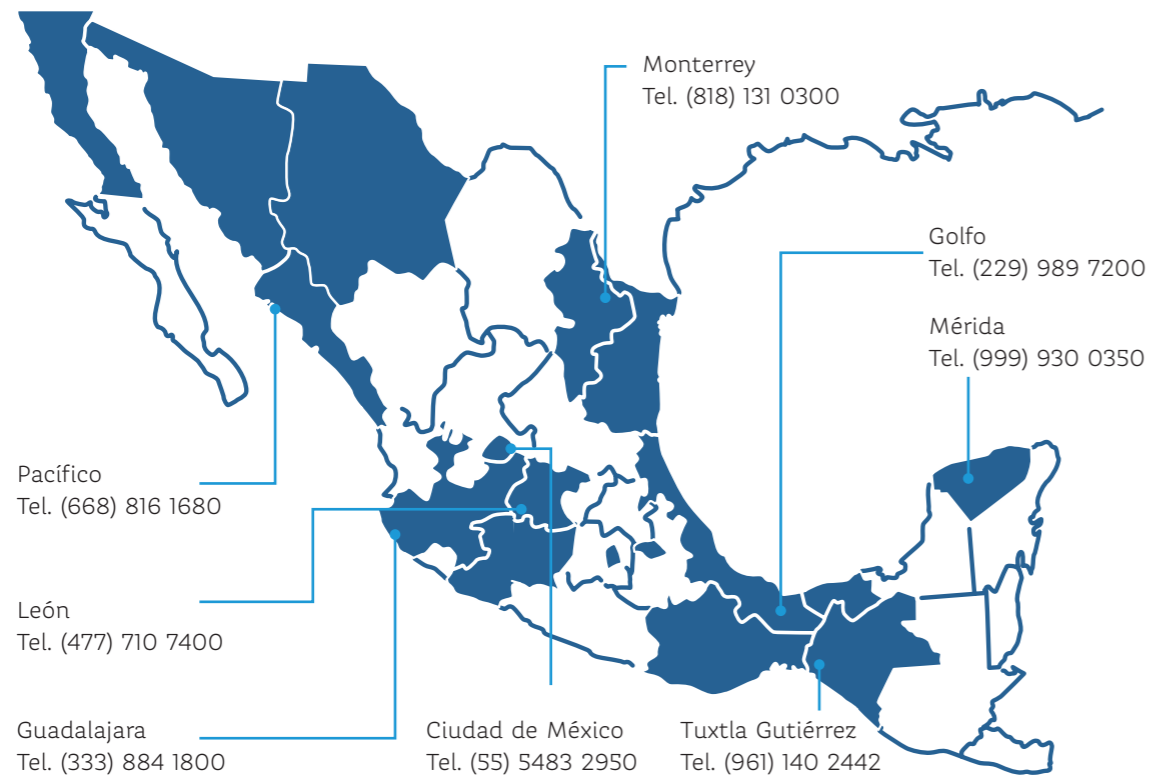 Monterrey
Tel. (818) 131 0300
Golfo
Tel. (229) 989 7200
Mérida
Tel. (999) 930 0350
Pacífico
Tel. (668) 816 1680
León
Tel. (477) 710 7400
Guadalajara
Tel. (333) 884 1800
Ciudad de México
Tel. (55) 5483 2950
Tuxtla Gutiérrez
Tel. (961) 140 2442